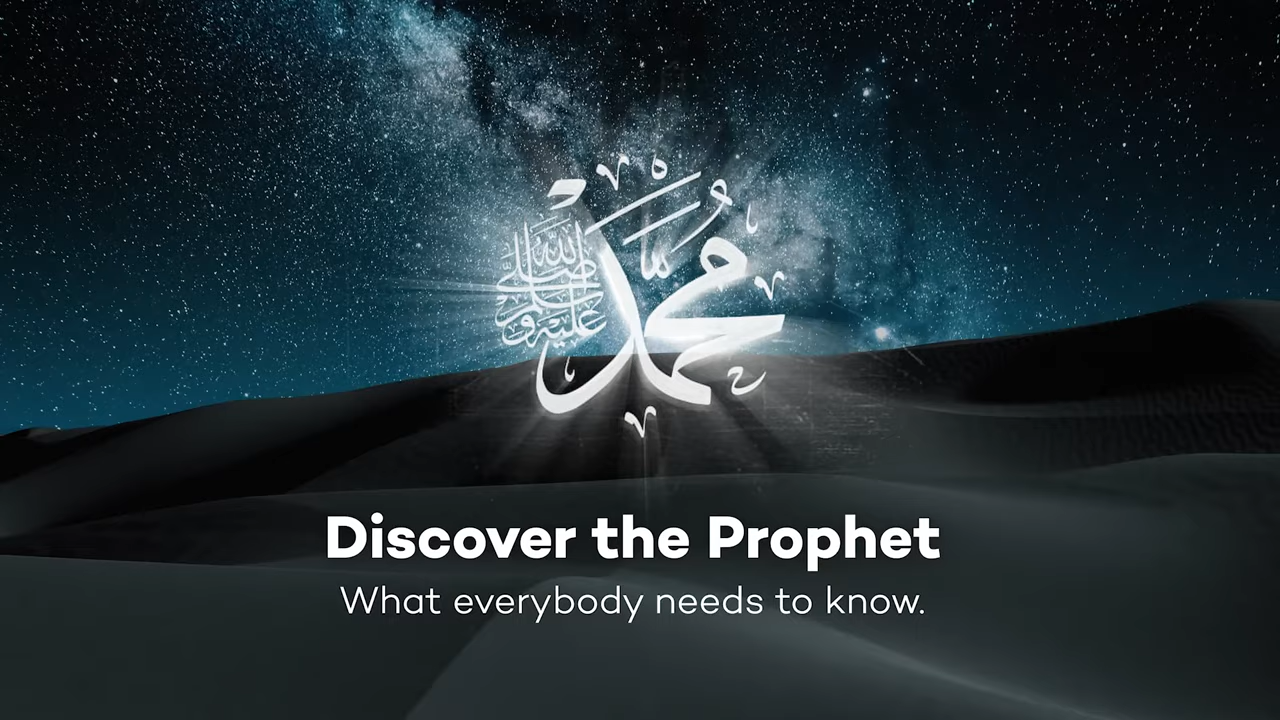 محمد
صلى الله عليه وسلم
Discover the Prophet
What everybody needs to know.